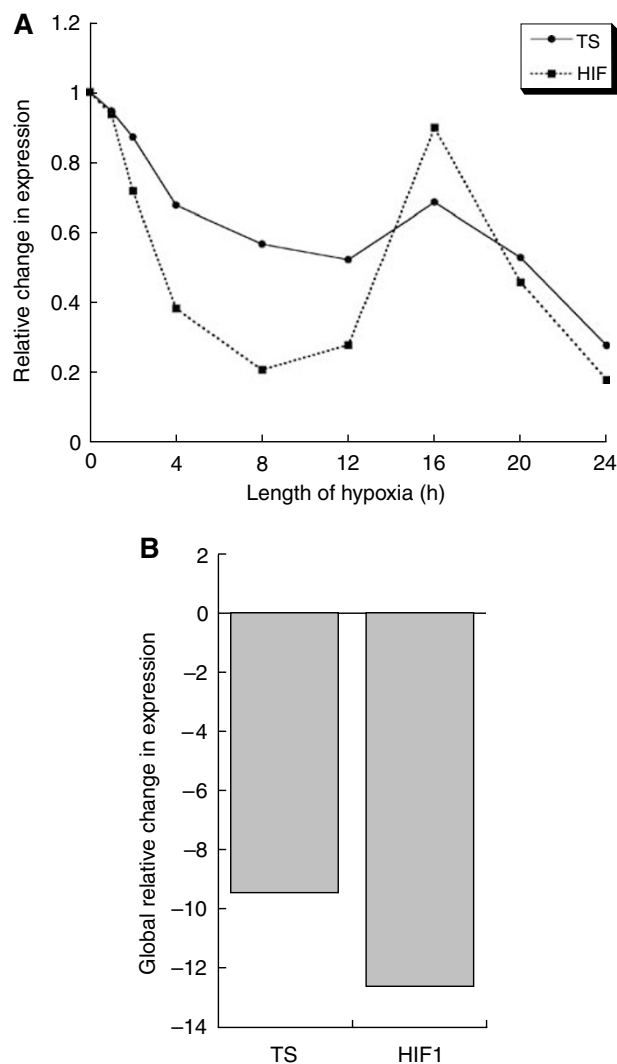 A
Relative change in expression
1.2
1
0.8
0.6
0.4
0.2
0
0 4 8 12 16 20 24
Length of hypoxia (h)
TS
HIF
B
Global relative change in expression
2
0
−2
−4
−6
−8
−10
−12
−14
TS HIF1